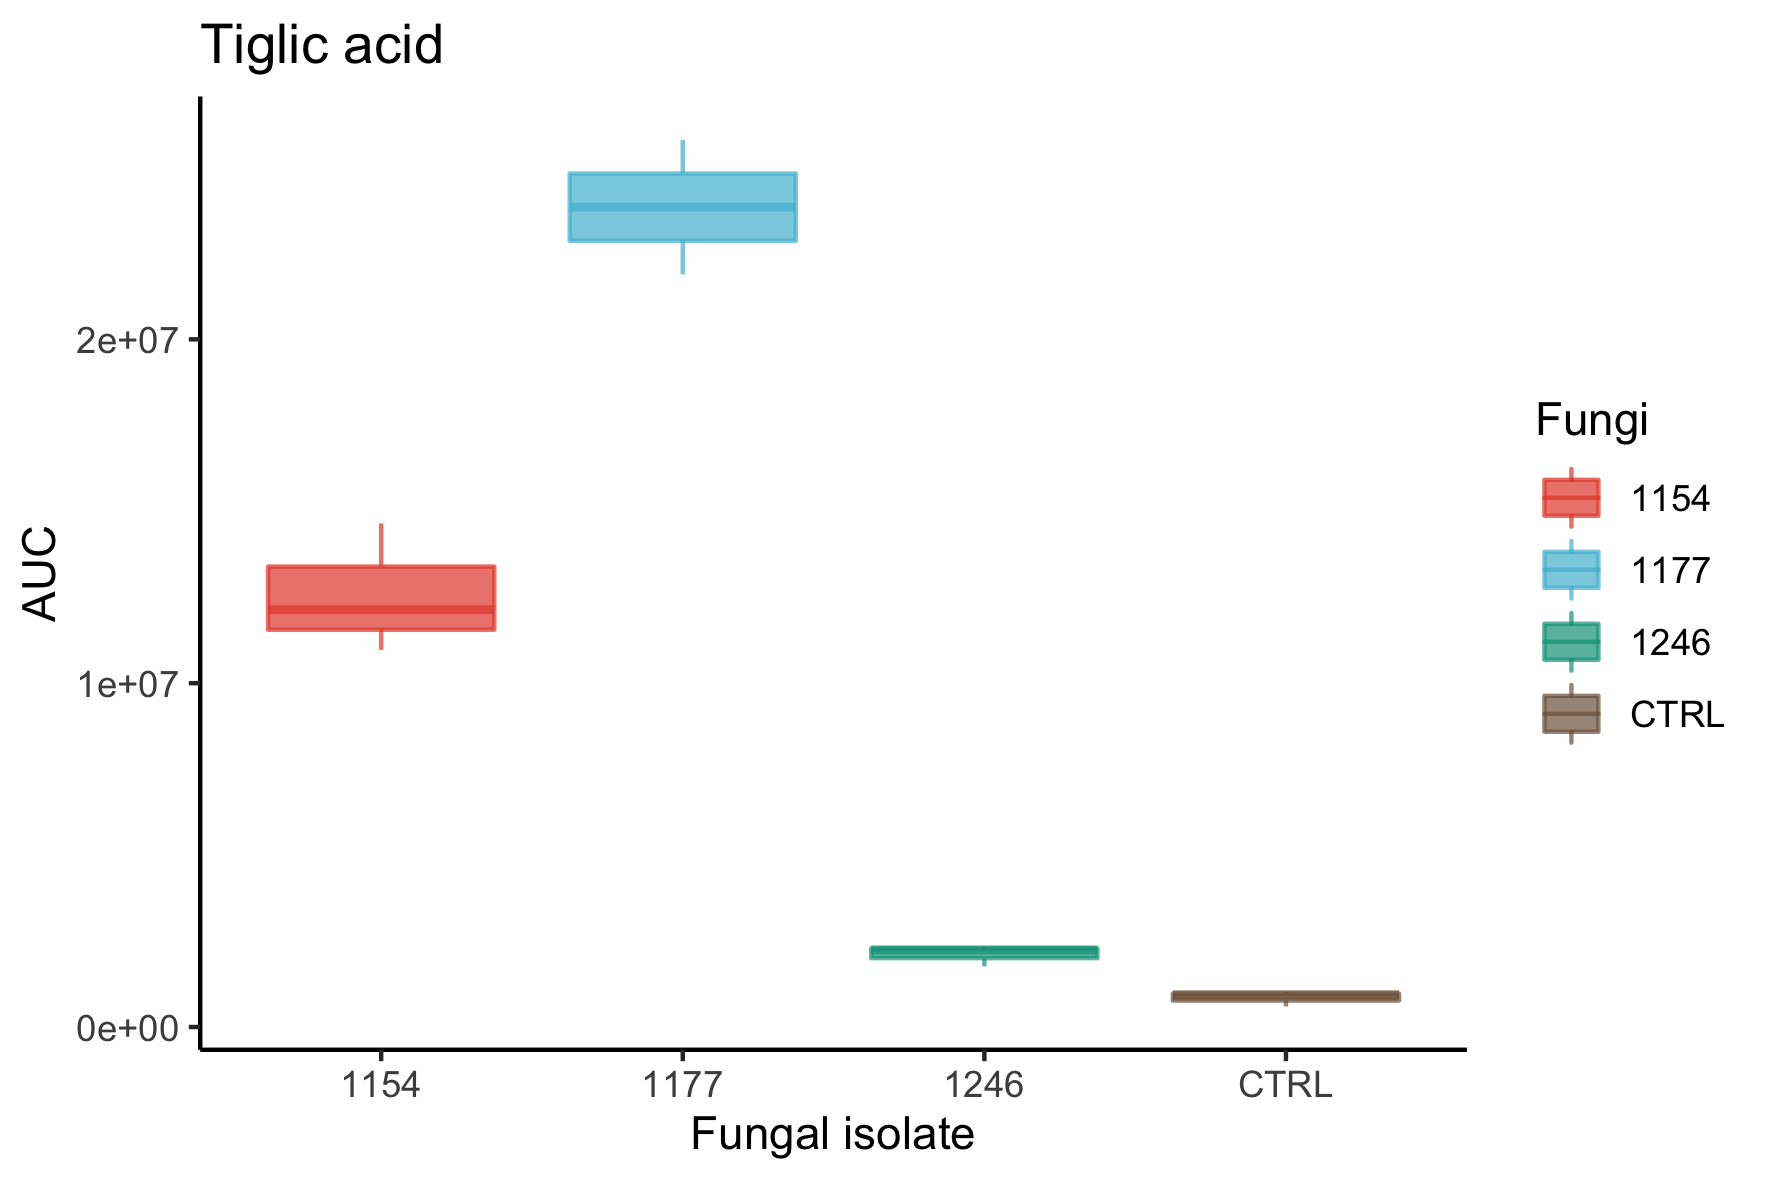 Tiglic acid
AUC
2e+07
1e+07
0e+00
1154
1177
1246
CTRL
Fungal isolate
Fungi
1154
1177
1246
CTRL